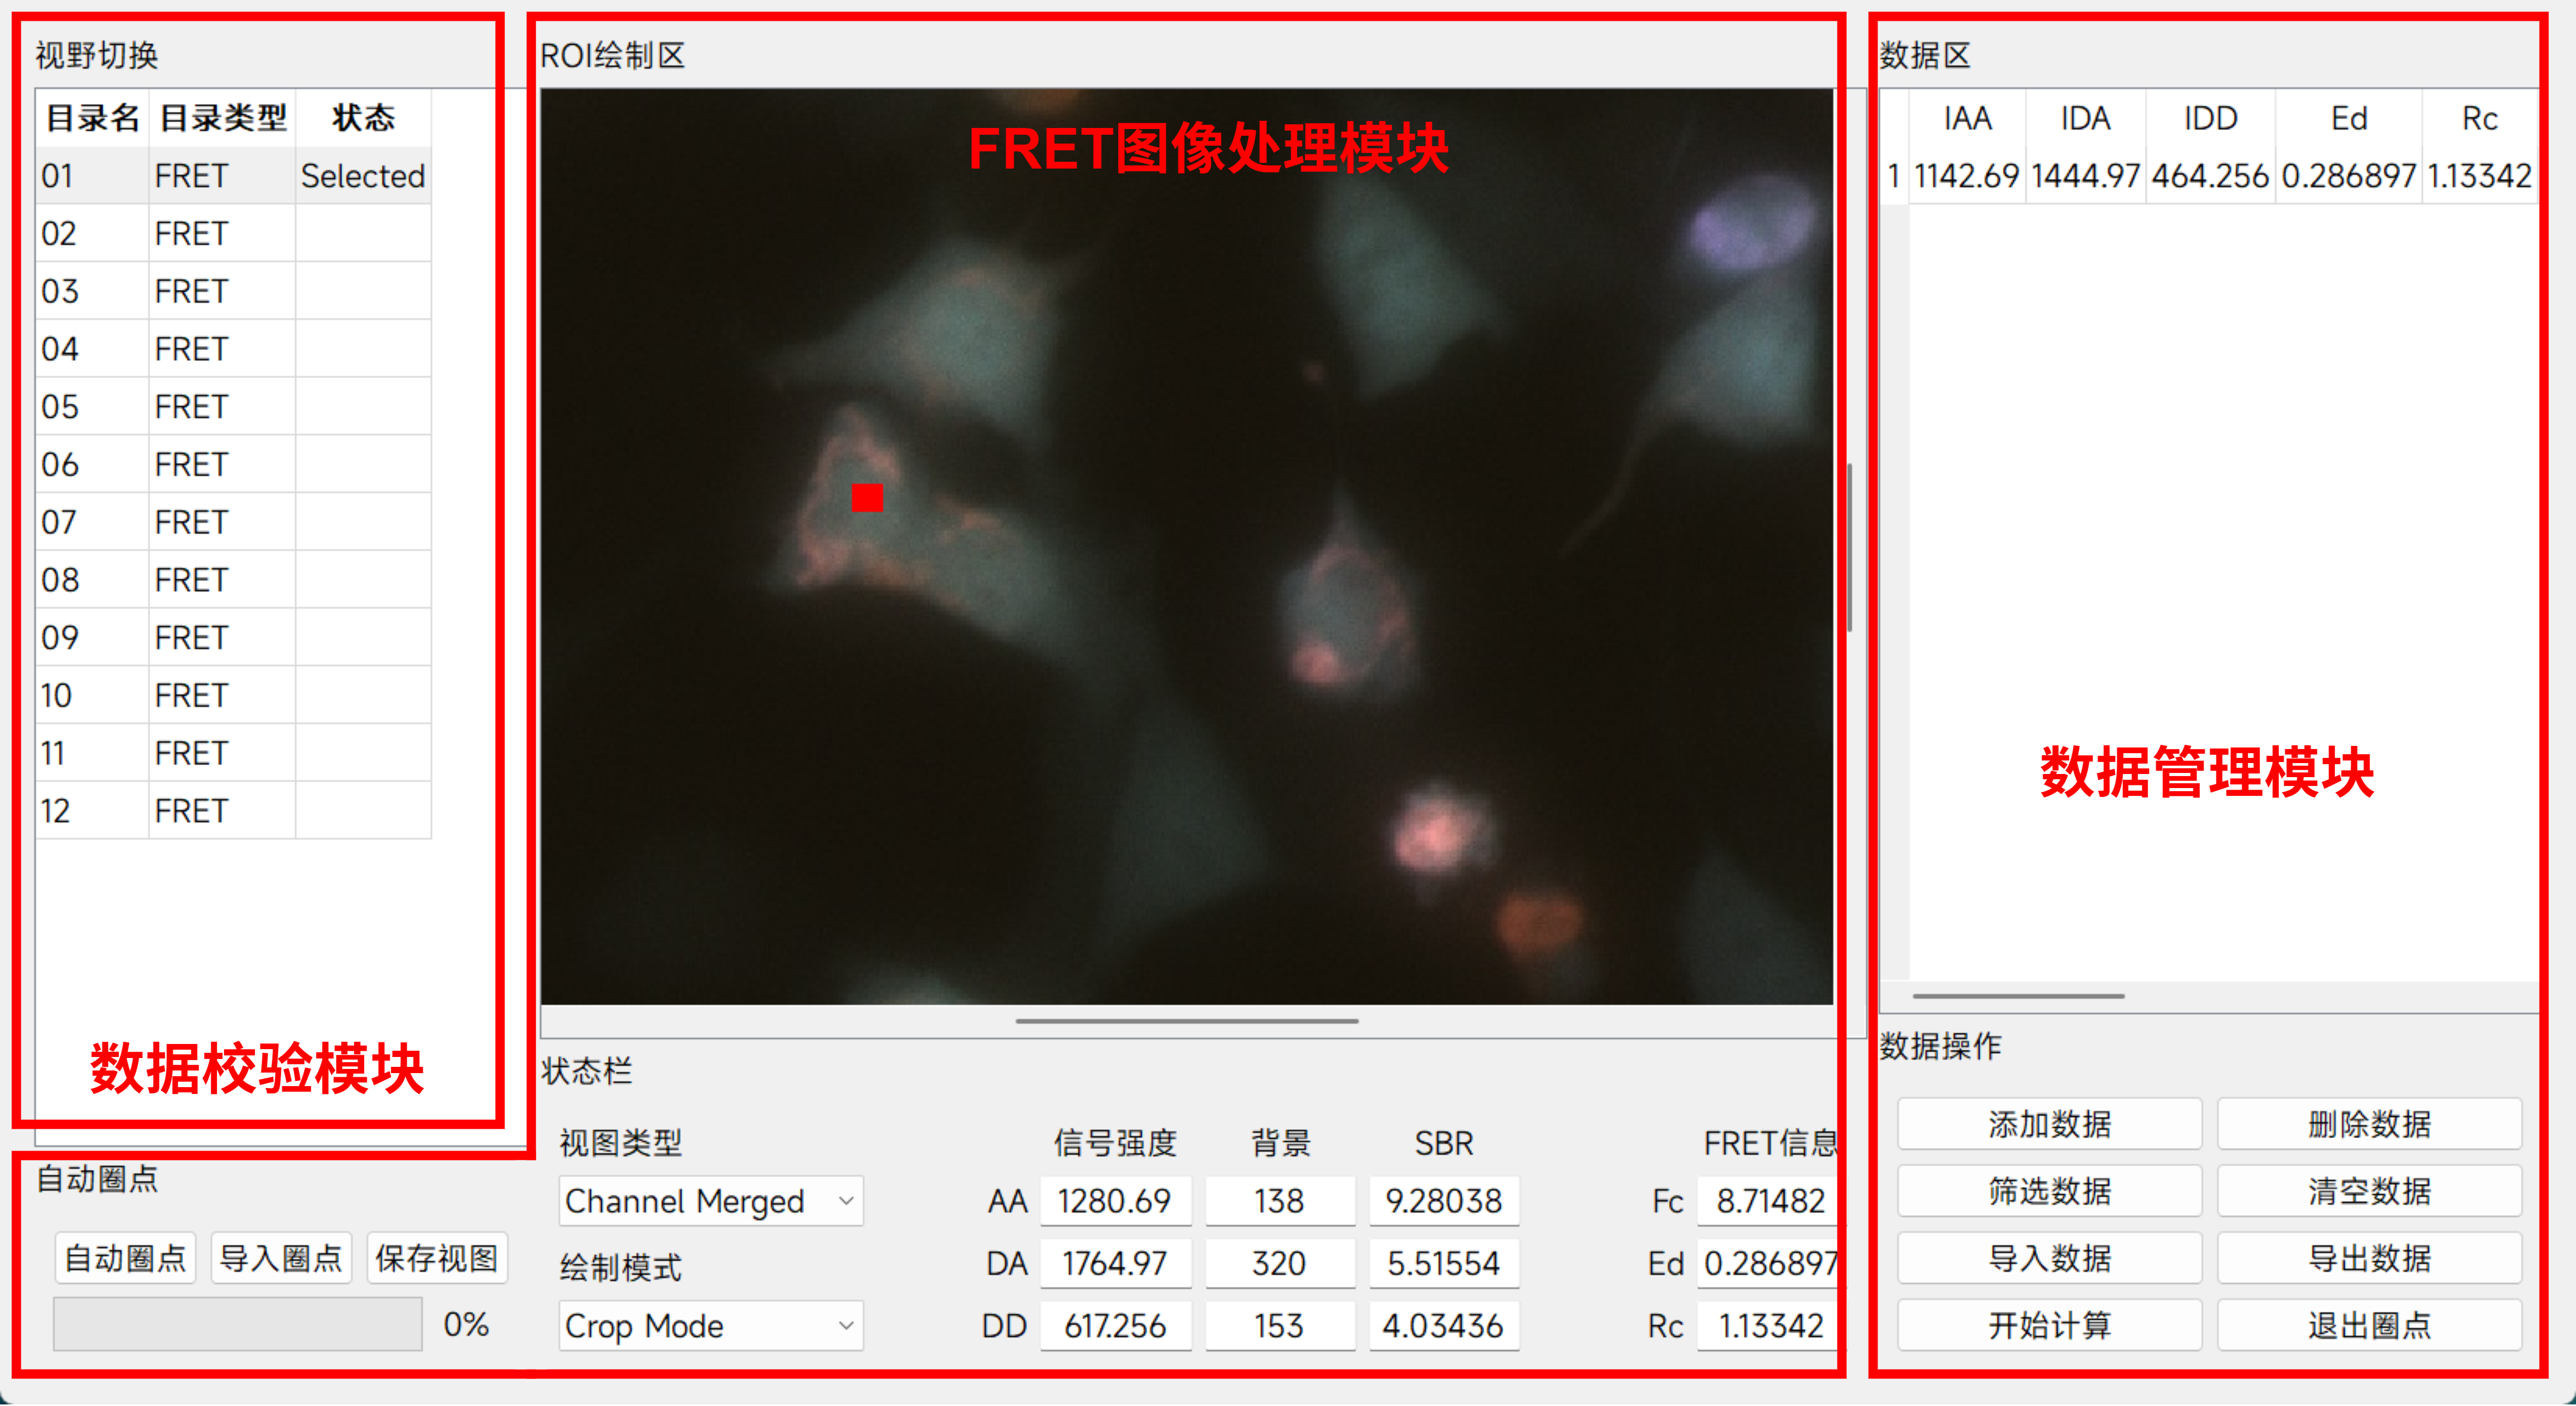 视野切换
目录名 目录类型 状态
01 FRET Selected
02 FRET
03 FRET
04 FRET
05 FRET
06 FRET
07 FRET
08 FRET
09 FRET
10 FRET
11 FRET
12 FRET
数据校验模块
自动圈点
自动圈点 导入圈点 保存视图
0%
ROI绘制区
FRET图像处理模块
状态栏
视图类型
Channel Merged
绘制模式
Crop Mode
信号强度 背景 SBR
AA 1280.69 138 9.28038
DA 1764.97 320 5.51554
DD 617.256 153 4.03436
FRET信息
Fc 8.71482
Ed 0.286897
Rc 1.13342
数据区
IAA IDA IDD Ed Rc
1 1142.69 1444.97 464.256 0.286897 1.13342
数据管理模块
数据操作
添加数据 删除数据
筛选数据 清空数据
导入数据 导出数据
开始计算 退出圈点